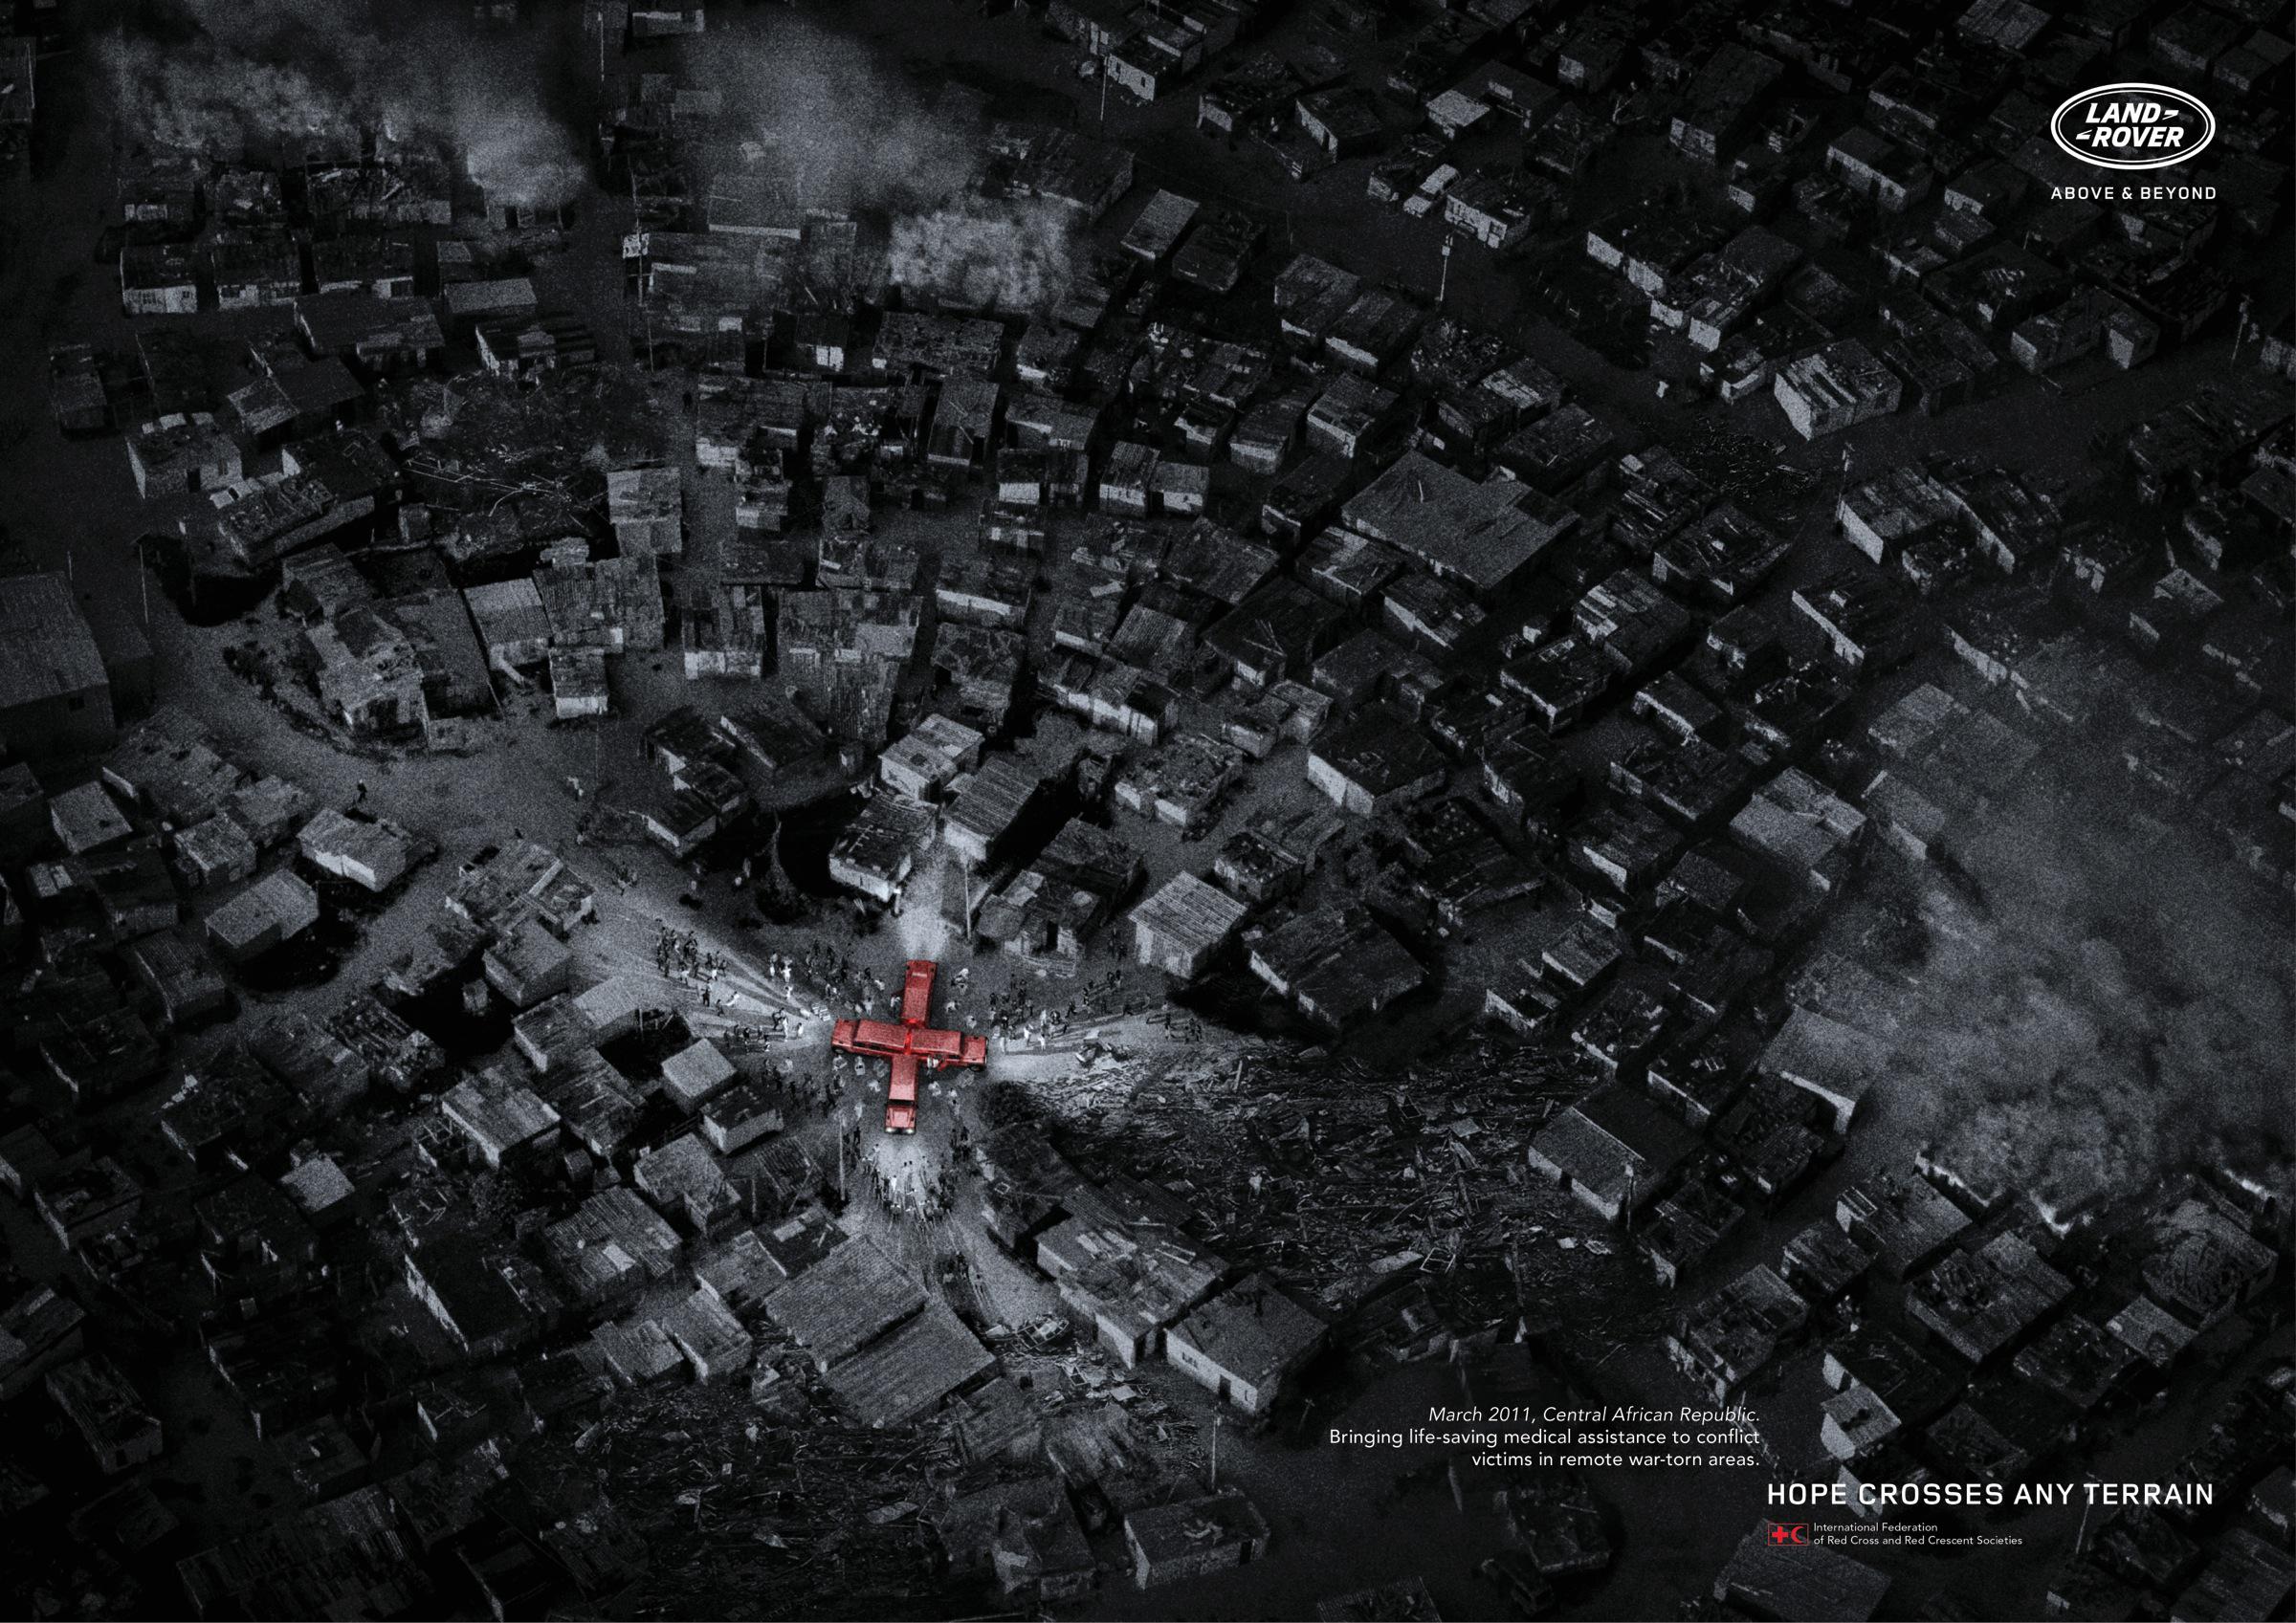 LAND-
-ROVER
ABOVE & BEYOND
March 2011, Central African Republic.
Bringing life-saving medical assistance to conflict
victims in remote war-torn areas.
HOPE CROSSES ANY TERRAIN
International Federation
of Red Cross and Red Crescent Societies